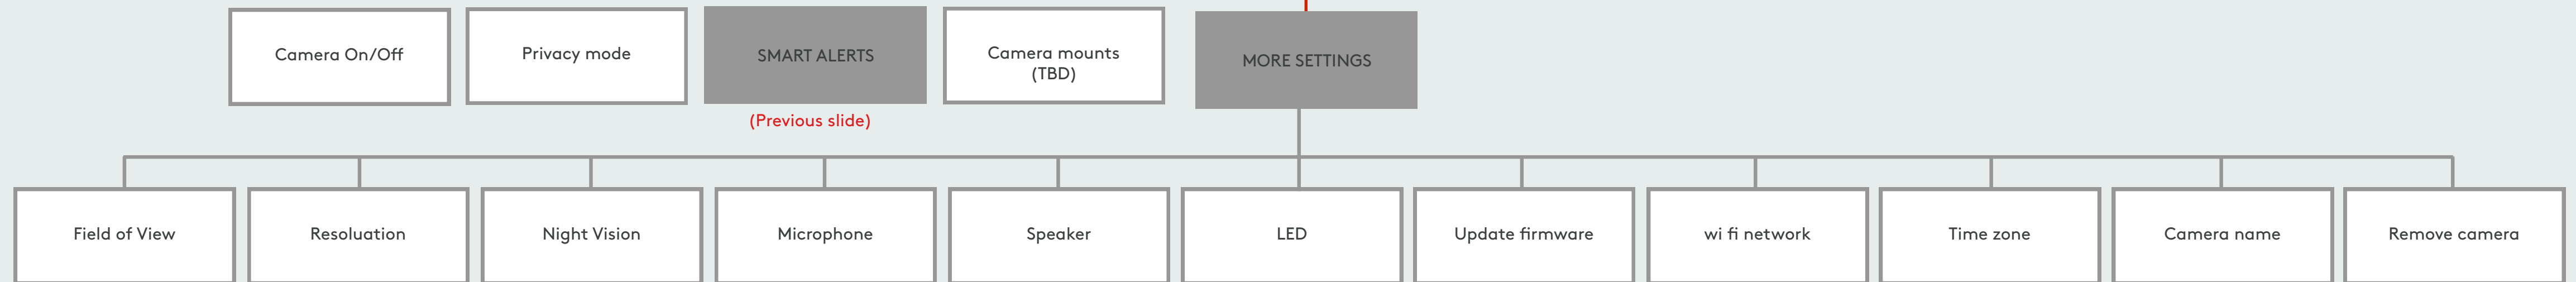 Camera On/Off
Privacy mode
SMART ALERTS
Camera mounts
(TBD)
MORE SETTINGS
(Previous slide)
Field of View
Resoluation
Night Vision
Microphone
Speaker
LED
Update firmware
wi fi network
Time zone
Camera name
Remove camera